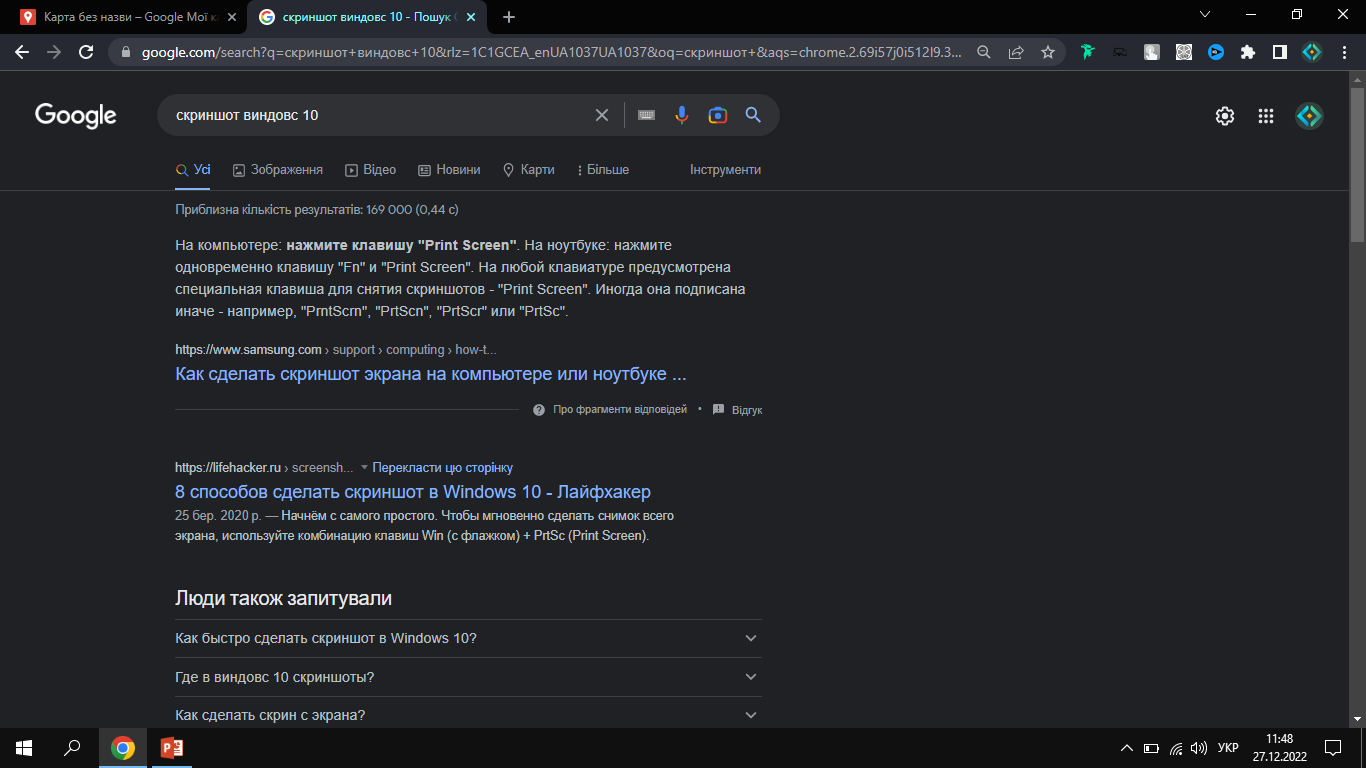 Карта без назви – Google Мої к
скриншот виндовс 10 - Пошук
google.com/search?q=скриншот+виндовс+10&rlz=1C1GCEA_enUA1037UA1037&oq=скриншот+&aqs=chrome.2.69i57j0i512l9.3...
Google
скриншот виндовс 10
Усі Зображення Відео Новини Карти Більше Інструменти
Приблизна кількість результатів: 169 000 (0,44 с)
На компьютере: нажмите клавишу "Print Screen". На ноутбуке: нажмите
одновременно клавишу "Fn" и "Print Screen". На любой клавиатуре предусмотрена
специальная клавиша для снятия скриншотов - "Print Screen". Иногда она подписана
иначе - например, "PrntScrn", "PrtScn", "PrtScr" или "PrtSc".
https://www.samsung.com › support › computing › how-t...
Как сделать скриншот экрана на компьютере или ноутбуке ...
Про фрагменти відповідей • Відгук
https://lifehacker.ru › screensh... Перекласти цю сторінку
8 способов сделать скриншот в Windows 10 - Лайфхакер
25 бер. 2020 р. — Начнём с самого простого. Чтобы мгновенно сделать снимок всего
экрана, используйте комбинацию клавиш Win (с флажком) + PrtSc (Print Screen).
Люди також запитували
Как быстро сделать скриншот в Windows 10?
Где в виндовс 10 скриншоты?
Как сделать скрин с экрана?
УКР
11:48
27.12.2022